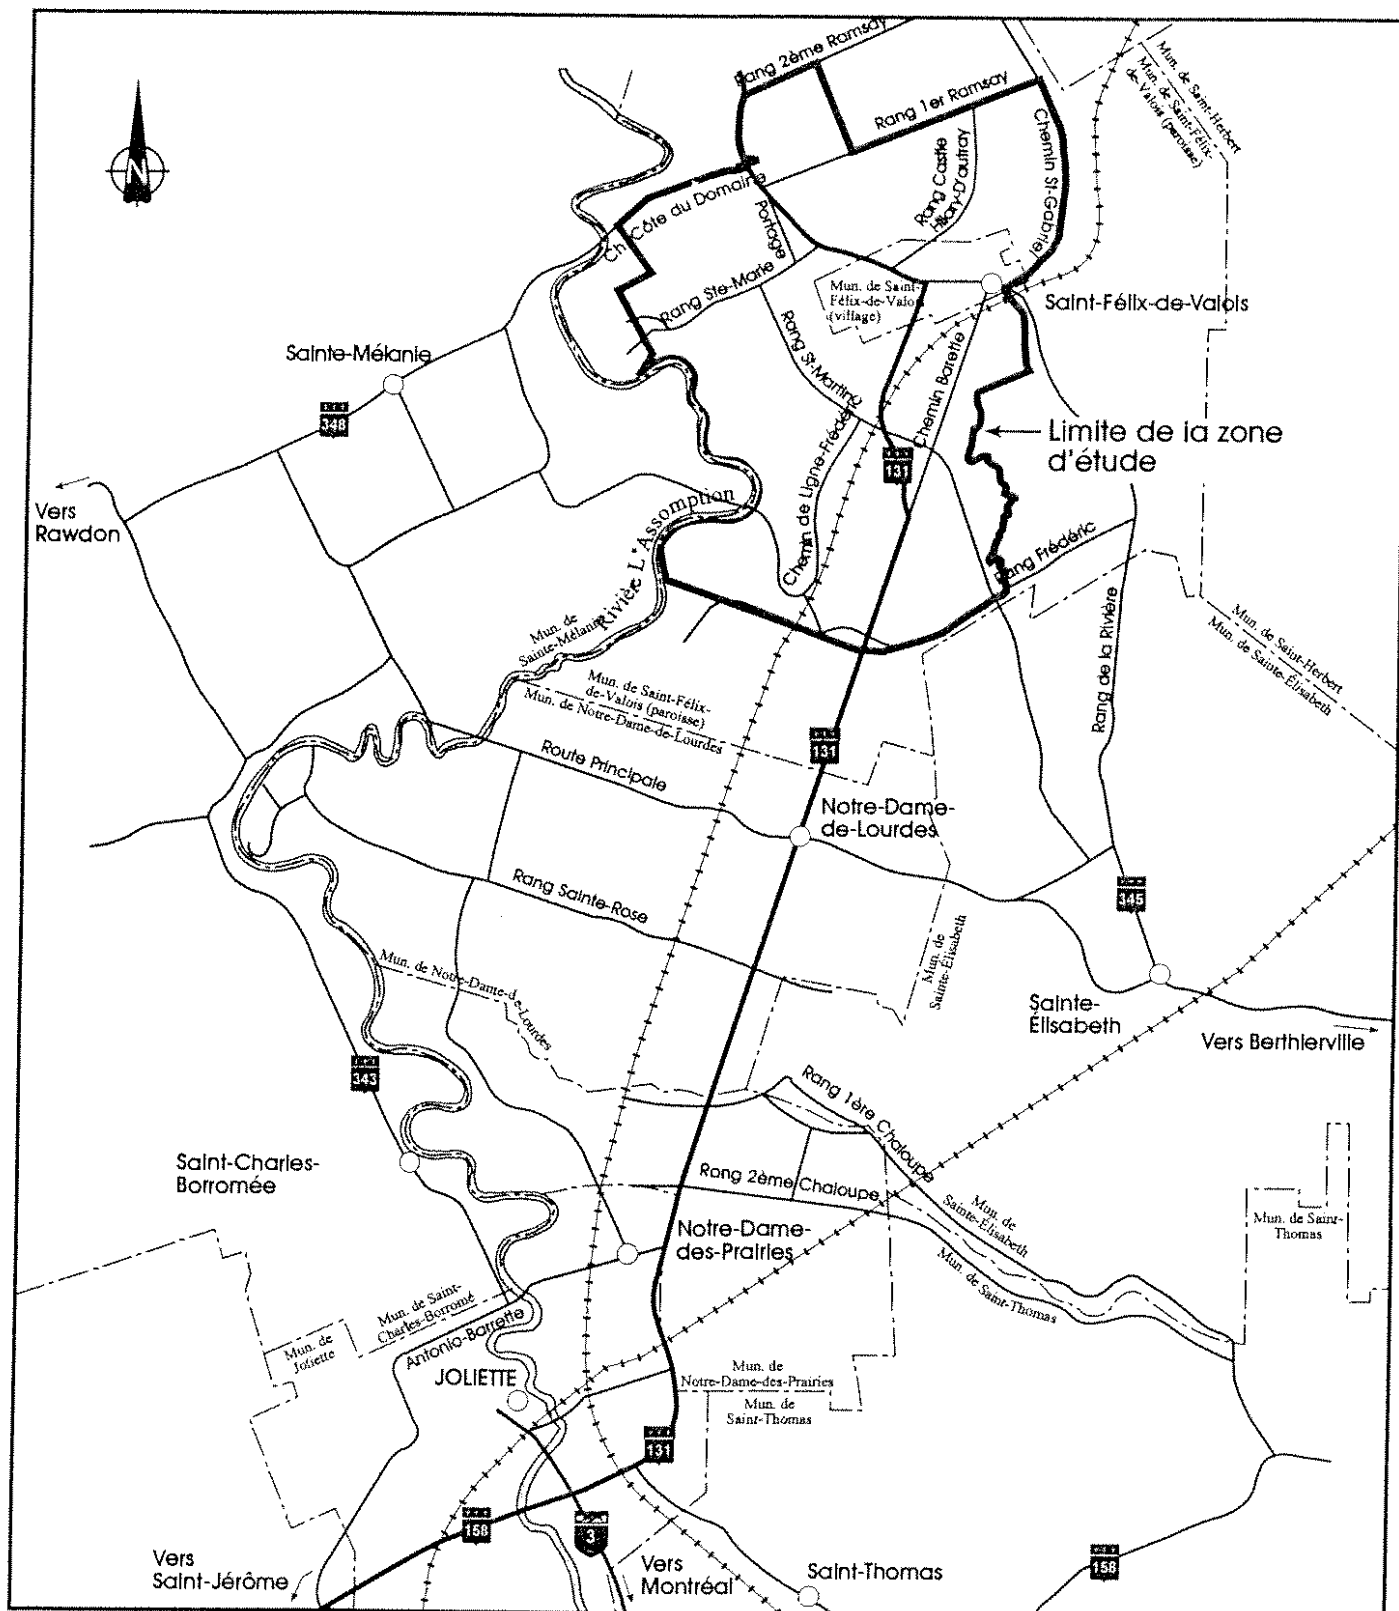 Rang 2ème Ramsay
Rang 1er Ramsay
Mun. de Saint-Herbert
Mun. de Saint-Félix-
de-Valois (paroisse)
N
Rang Castle
Hilary-D'autray
Chemin St-Gabriel
Ch. Côte du Domaine
Portage
Rang Ste-Marie
Mun. de Saint-
Félix-de-Valois
(village)
Saint-Félix-de-Valois
Sainte-Mélanie
Rang St-Martin
Chemin Barette
348
131
Limite de la zone
d'étude
Chemin de Ligne-Frédéric
Vers
Rawdon
Rivière L'Assomption
Rang Frédéric
Rang de la Rivière
Mun. de
Sainte-Mélanie
Mun. de Saint-Herbert
Mun. de Sainte-Élisabeth
Mun. de Saint-Félix-
de-Valois (paroisse)
Mun. de Notre-Dame-de-Lourdes
131
Route Principale
Notre-Dame-
de-Lourdes
Rang Sainte-Rose
345
Mun. de
Sainte-Élisabeth
Mun. de Notre-Dame-de-Lourdes
Sainte-
Élisabeth
Vers Berthierville
343
Rang 1ère Chaloupe
Saint-Charles-
Borromée
Rang 2ème Chaloupe
Mun. de
Sainte-Élisabeth
Mun. de Saint-
Thomas
Notre-Dame-
des-Prairies
Mun. de Saint-Thomas
Mun. de Saint-
Charles-Borromé
Mun. de
Joliette
Antonio-Barrette
JOLIETTE
Mun. de
Notre-Dame-des-Prairies
Mun. de
Saint-Thomas
131
158
3
158
Vers
Saint-Jérôme
Vers
Montréal
Saint-Thomas